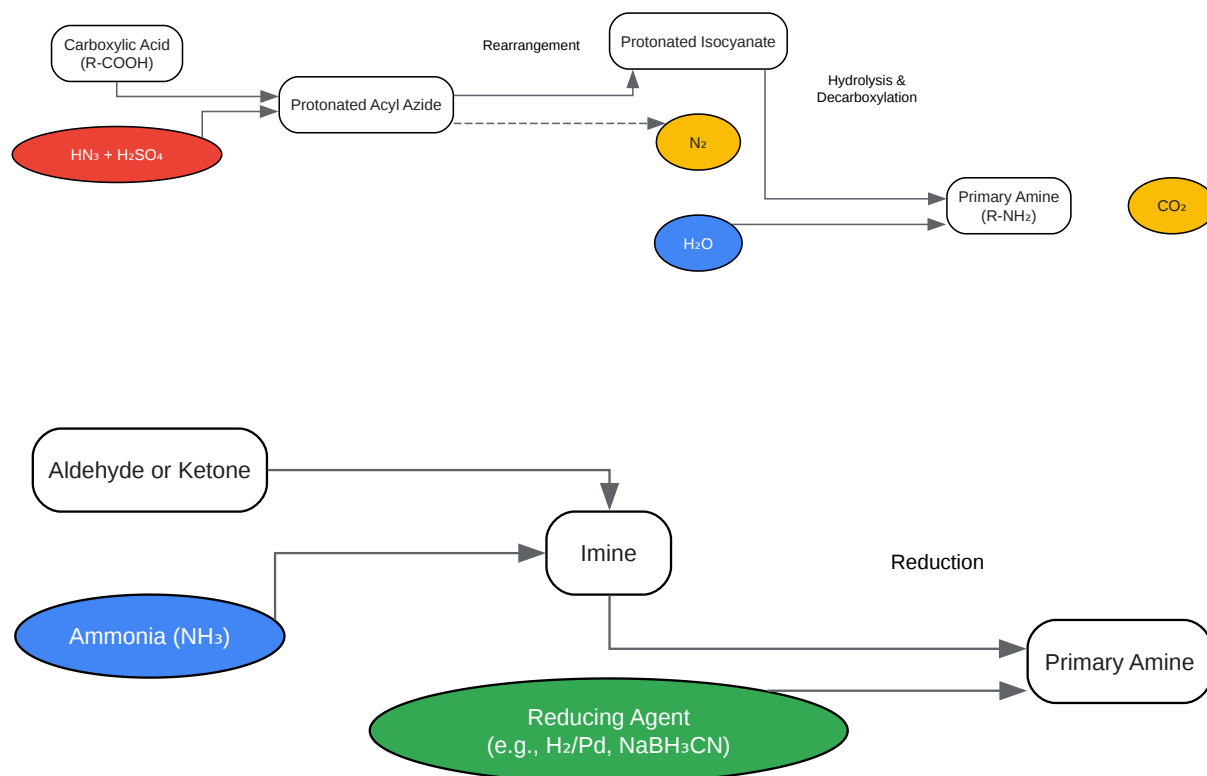 Carboxylic Acid
(R-COOH)
Rearrangement
Protonated Isocyanate
Protonated Acyl Azide
Hydrolysis &
Decarboxylation
HN₃ + H₂SO₄
N₂
Primary Amine
(R-NH₂)
CO₂
H₂O
Aldehyde or Ketone
Imine
Reduction
Ammonia (NH₃)
Primary Amine
Reducing Agent
(e.g., H₂/Pd, NaBH₃CN)